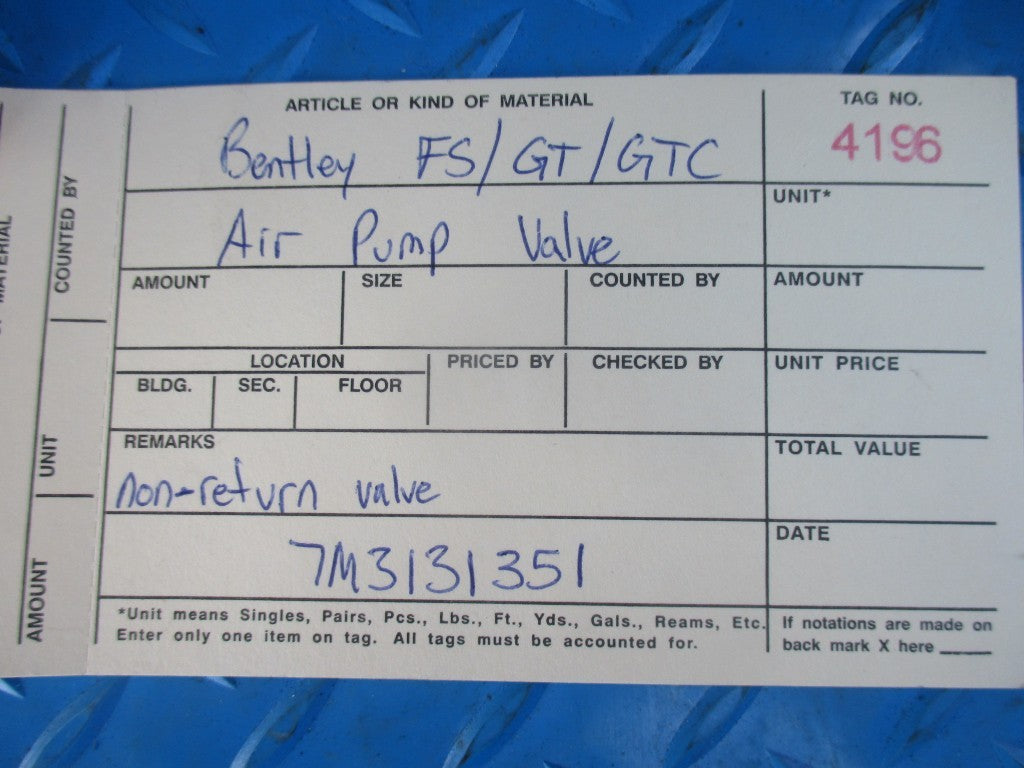 ARTICLE OR KIND OF MATERIAL
Bentley FS/GT/GTC
TAG NO.
4196
Air Pump Valve
UNIT*
AMOUNT
SIZE
COUNTED BY
AMOUNT
LOCATION
BLDG.
SEC.
FLOOR
PRICED BY
CHECKED BY
UNIT PRICE
REMARKS
non-return valve
TOTAL VALUE
7M3131351
DATE
*Unit means Singles, Pairs, Pcs., Lbs., Ft., Yds., Gals., Reams, Etc.
Enter only one item on tag. All tags must be accounted for.
If notations are made on
back mark X here
COUNTED BY
UNIT
AMOUNT
MATERIAL